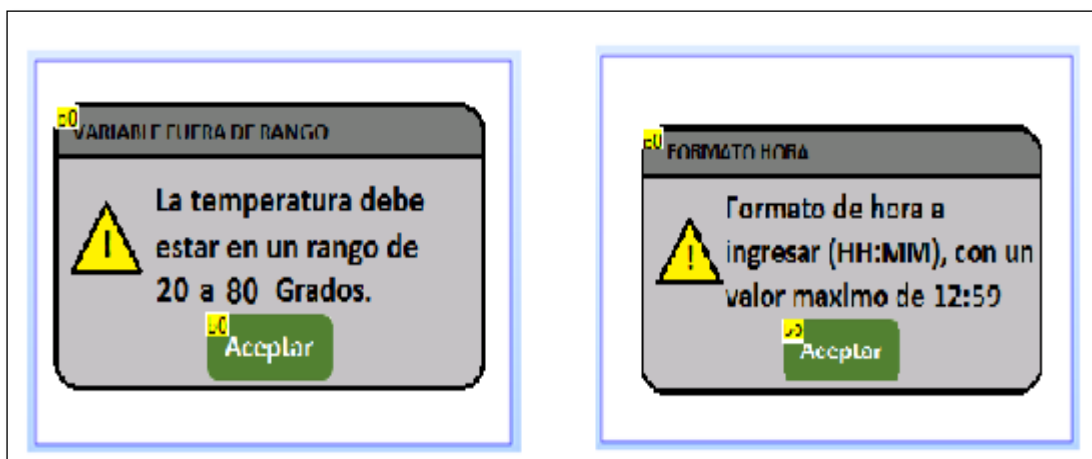 VARIABLE FUERA DE RANGO
La temperatura debe
estar en un rango de
20 a 80 Grados.
Aceptar
FORMATO HORA
Formato de hora a
ingresar (HH:MM), con un
valor maximo de 12:59
Aceptar